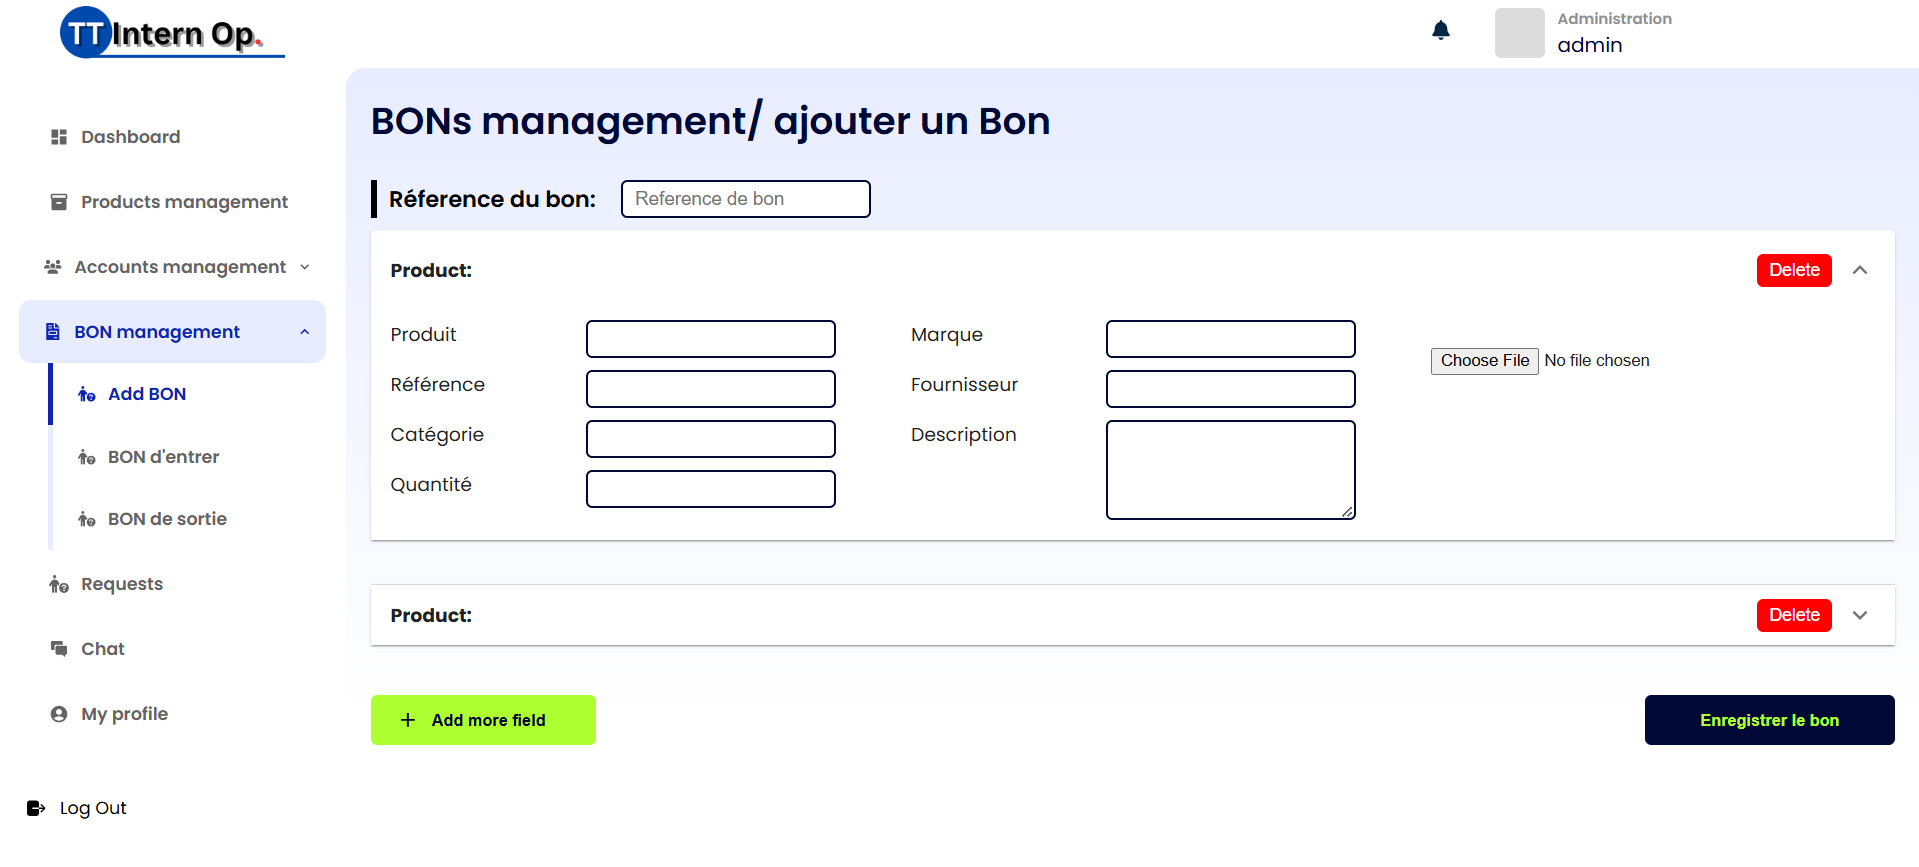 TTIntern Op.
Administration
admin
Dashboard
Products management
Accounts management
BON management
Add BON
BON d'entrer
BON de sortie
Requests
Chat
My profile
Log Out
BONs management/ ajouter un Bon
Réference du bon: Reference de bon
Product: Delete
Produit Marque
Choose File No file chosen
Référence Fournisseur
Catégorie Description
Quantité
Product: Delete
Add more field Enregistrer le bon